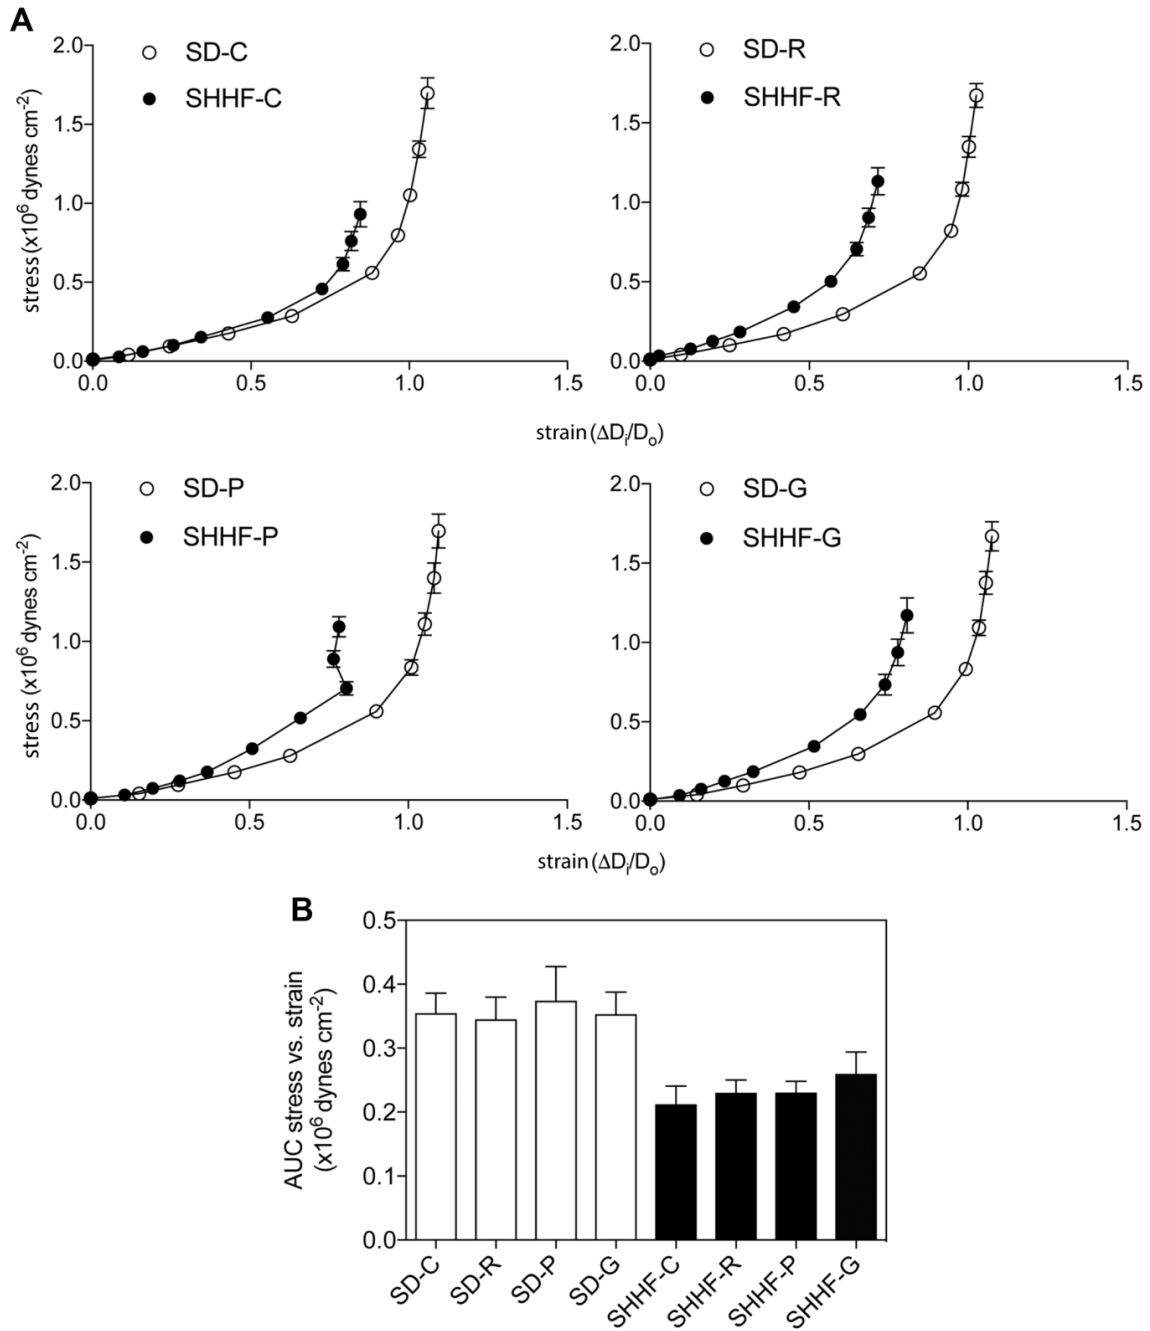 A
SD-C
SHHF-C
2.0
1.5
1.0
0.5
0.0
0.0 0.5 1.0 1.5
stress (x10⁶ dynes cm⁻²)
SD-R
SHHF-R
2.0
1.5
1.0
0.5
0.0
0.0 0.5 1.0 1.5
strain (ΔDᵢ/Dₒ)
SD-P
SHHF-P
2.0
1.5
1.0
0.5
0.0
0.0 0.5 1.0 1.5
stress (x10⁶ dynes cm⁻²)
SD-G
SHHF-G
2.0
1.5
1.0
0.5
0.0
0.0 0.5 1.0 1.5
strain (ΔDᵢ/Dₒ)
B
AUC stress vs. strain
(x10⁶ dynes cm⁻²)
0.5
0.4
0.3
0.2
0.1
0.0
SD-C
SD-R
SD-P
SD-G
SHHF-C
SHHF-R
SHHF-P
SHHF-G